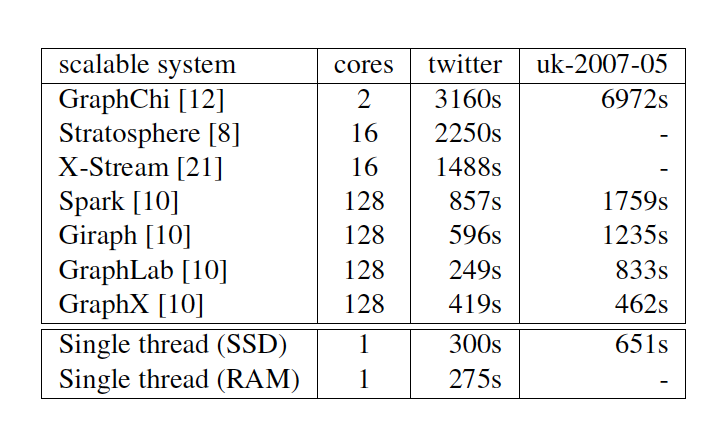 scalable system cores twitter uk-2007-05
GraphChi [12] 2 3160s 6972s
Stratosphere [8] 16 2250s -
X-Stream [21] 16 1488s -
Spark [10] 128 857s 1759s
Giraph [10] 128 596s 1235s
GraphLab [10] 128 249s 833s
GraphX [10] 128 419s 462s
Single thread (SSD) 1 300s 651s
Single thread (RAM) 1 275s -